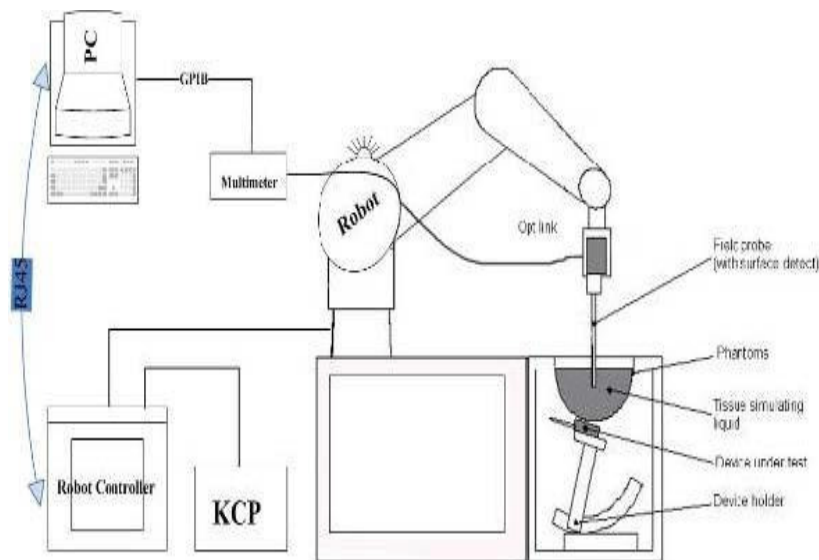 PC
GPIB
Multimeter
Robot
Opt link
Field probe
(with surface detect)
RJ45
Phantoms
Tissue simulating
liquid
Device under test
Robot Controller
KCP
Device holder